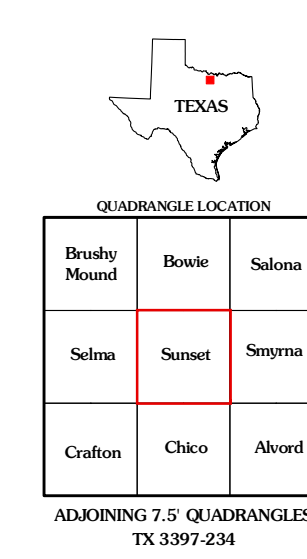 TEXAS
QUADRANGLE LOCATION
Brushy
Mound
Bowie
Salona
Selma
Sunset
Smyrna
Crafton
Chico
Alvord
ADJOINING 7.5' QUADRANGLES
TX 3397-234